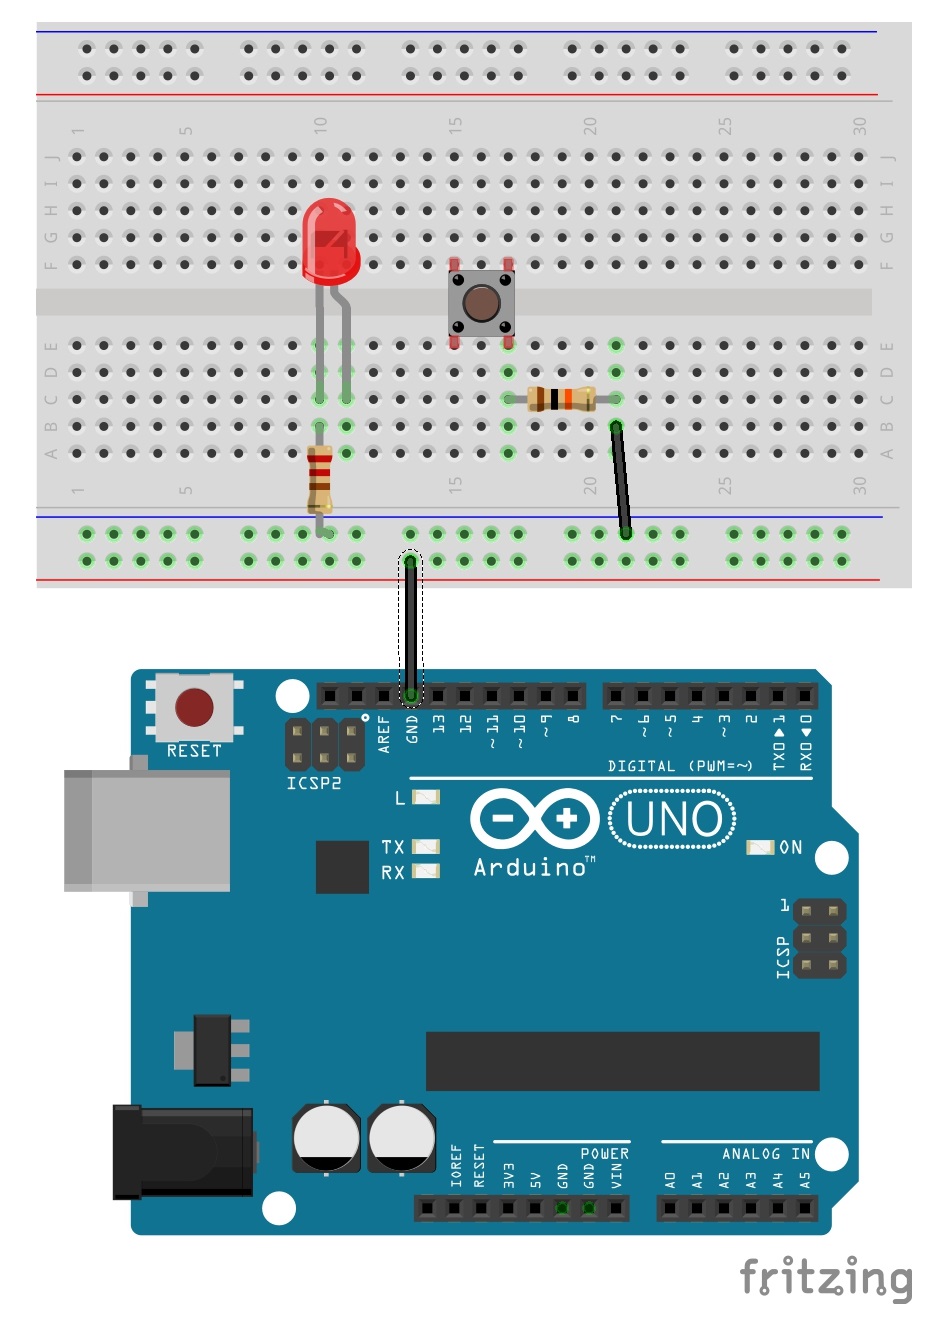 1 5 10 15 20 25 30
J J
I I
H H
G G
F F
E E
D D
C C
B B
A A
1 5 15 20 25 30
RESET
ICSP2
AREF GND 13 12 ~11 ~10 ~9 8 7 ~6 ~5 4 ~3 2 TX0▶1 RX0◀0
DIGITAL (PWM=~)
L
TX
RX
Arduino™
UNO
ON
1
ICSP
POWER
ANALOG IN
IOREF RESET 3V3 5V GND GND VIN A0 A1 A2 A3 A4 A5
fritzing